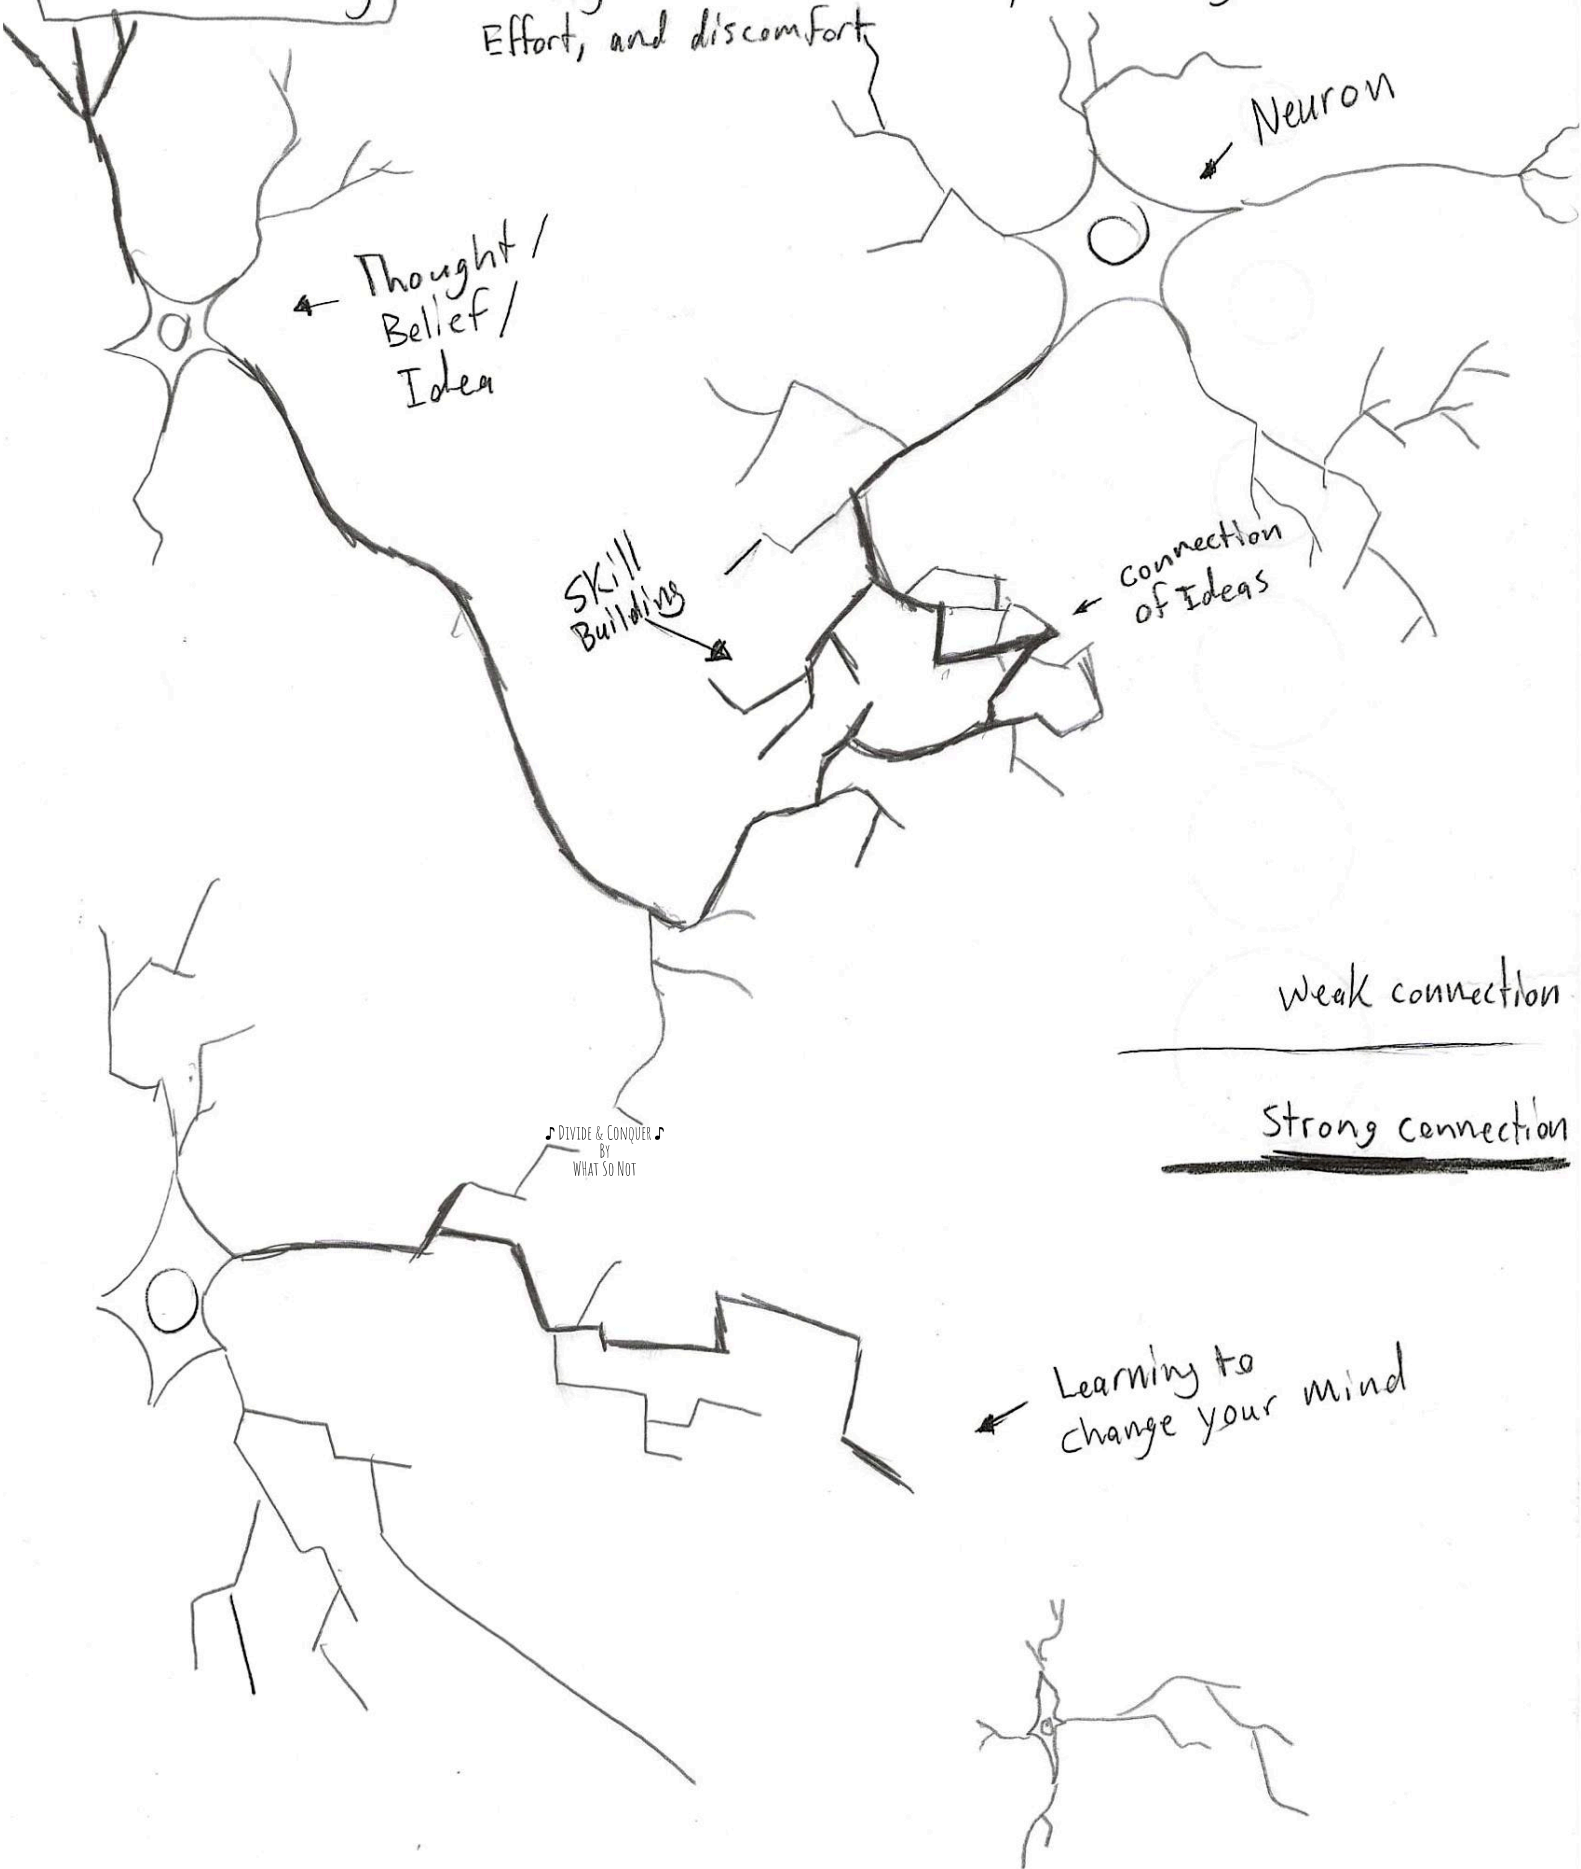 Effort, and discomfort
Neuron
Thought/
Belief/
Idea
Skill
Building
connection
of Ideas
Weak connection
Strong connection
♪ Divide & Conquer ♪
By
What So Not
Learning to
change your mind